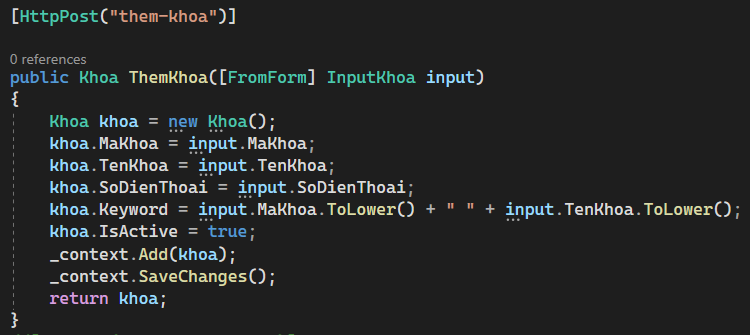 [HttpPost("them-khoa")]
0 references
public Khoa ThemKhoa([FromForm] InputKhoa input)
{
Khoa khoa = new Khoa();
khoa.MaKhoa = input.MaKhoa;
khoa.TenKhoa = input.TenKhoa;
khoa.SoDienThoai = input.SoDienThoai;
khoa.Keyword = input.MaKhoa.ToLower() + " " + input.TenKhoa.ToLower();
khoa.IsActive = true;
_context.Add(khoa);
_context.SaveChanges();
return khoa;
}